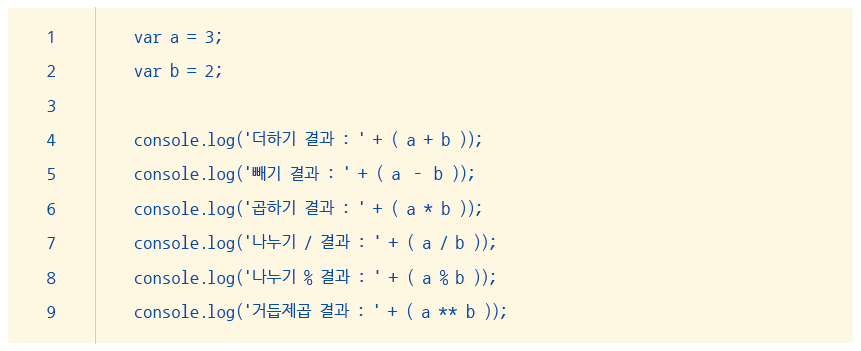 1 var a = 3;
2 var b = 2;
3
4 console.log('더하기 결과 : ' + ( a + b ));
5 console.log('빼기 결과 : ' + ( a - b ));
6 console.log('곱하기 결과 : ' + ( a * b ));
7 console.log('나누기 / 결과 : ' + ( a / b ));
8 console.log('나누기 % 결과 : ' + ( a % b ));
9 console.log('거듭제곱 결과 : ' + ( a ** b ));